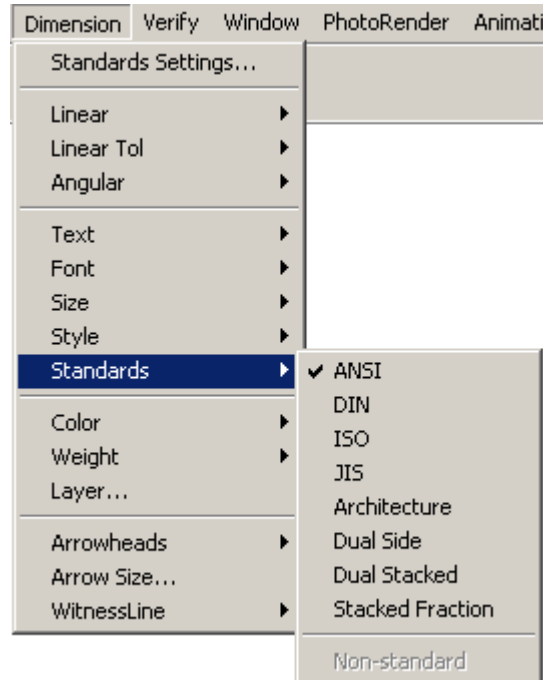 Dimension Verify Window PhotoRender Animati
Standards Settings...
Linear
Linear Tol
Angular
Text
Font
Size
Style
Standards
Color
Weight
Layer...
Arrowheads
Arrow Size...
WitnessLine
ANSI
DIN
ISO
JIS
Architecture
Dual Side
Dual Stacked
Stacked Fraction
Non-standard